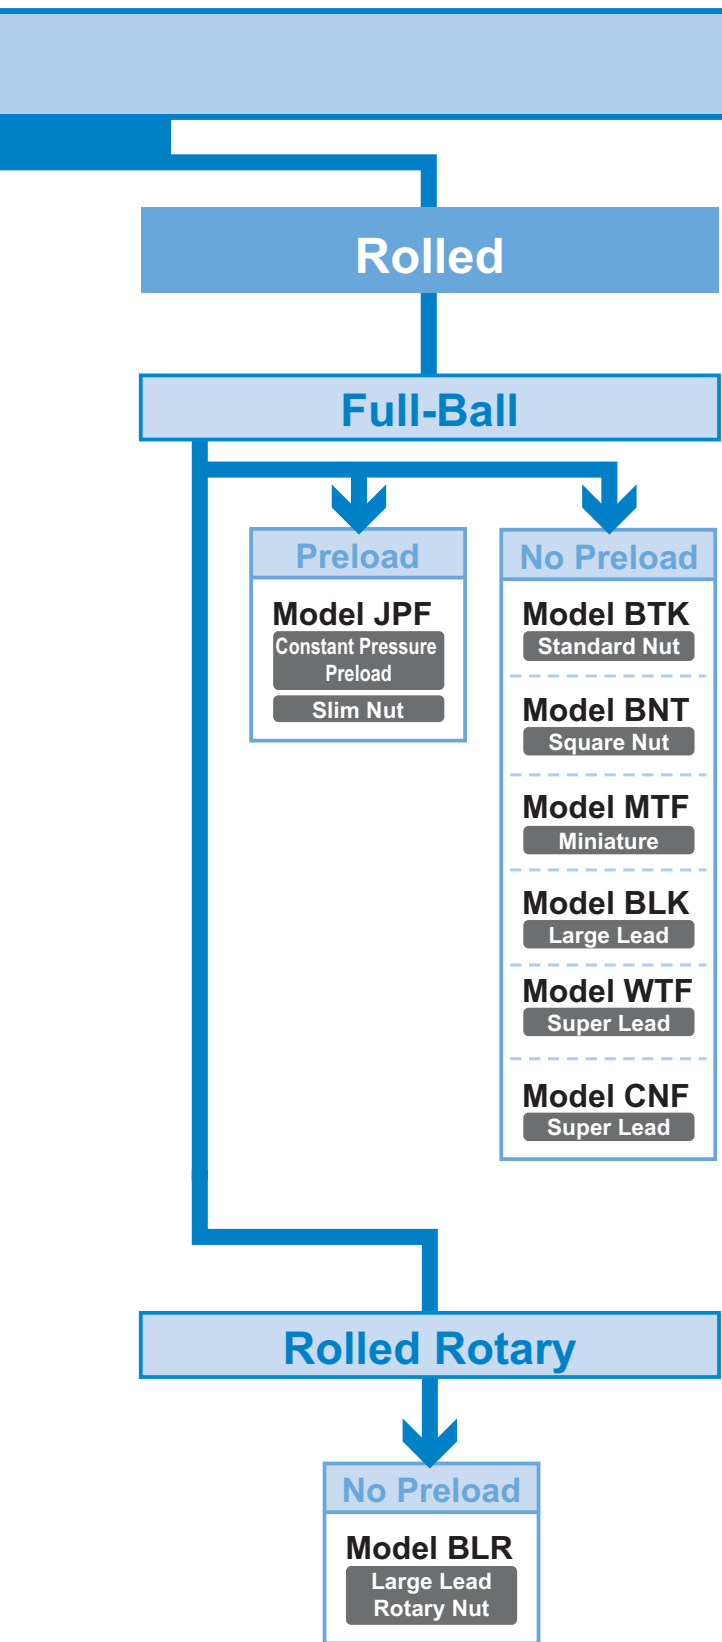 Rolled
Full-Ball
Preload
Model JPF
Constant Pressure
Preload
Slim Nut
No Preload
Model BTK
Standard Nut
Model BNT
Square Nut
Model MTF
Miniature
Model BLK
Large Lead
Model WTF
Super Lead
Model CNF
Super Lead
Rolled Rotary
No Preload
Model BLR
Large Lead
Rotary Nut